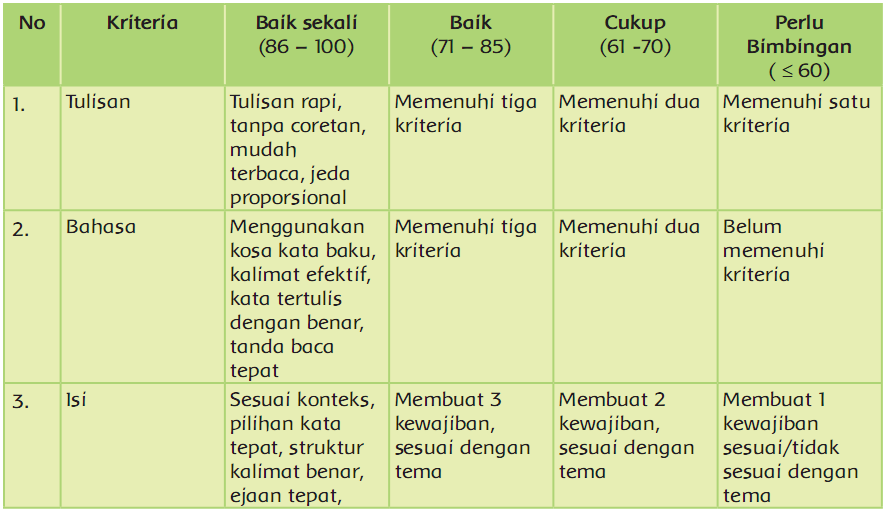 No
Kriteria
Baik sekali
(86 – 100)
Baik
(71 – 85)
Cukup
(61 -70)
Perlu
Bimbingan
( ≤ 60)
1.
Tulisan
Tulisan rapi,
tanpa coretan,
mudah
terbaca, jeda
proporsional
Memenuhi tiga
kriteria
Memenuhi dua
kriteria
Memenuhi satu
kriteria
2.
Bahasa
Menggunakan
kosa kata baku,
kalimat efektif,
kata tertulis
dengan benar,
tanda baca
tepat
Memenuhi tiga
kriteria
Memenuhi dua
kriteria
Belum
memenuhi
kriteria
3.
Isi
Sesuai konteks,
pilihan kata
tepat, struktur
kalimat benar,
ejaan tepat,
Membuat 3
kewajiban,
sesuai dengan
tema
Membuat 2
kewajiban,
sesuai dengan
tema
Membuat 1
kewajiban
sesuai/tidak
sesuai dengan
tema